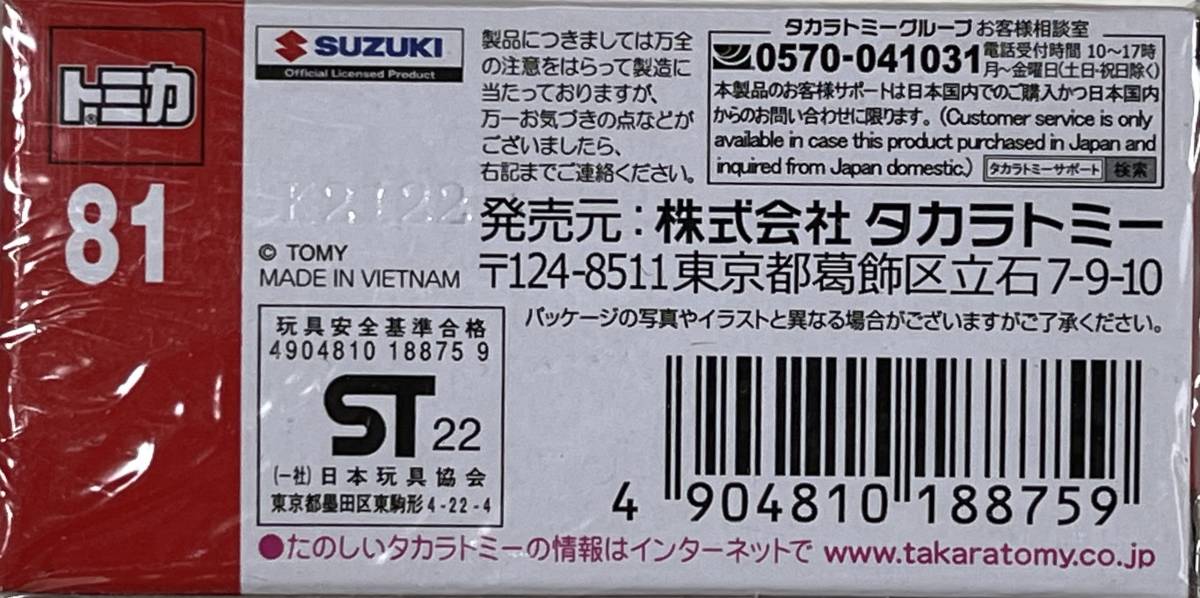 トミカ
81
SUZUKI
Official Licensed Product
製品につきましては万全
の注意をはらって製造に
当たっておりますが、
万一お気づきの点などが
ございましたら、
右記までご連絡ください。
タカラトミーグループ お客様相談室
0570-041031
電話受付時間 10～17時
月～金曜日(土日・祝日除く)
本製品のお客様サポートは日本国内でのご購入かつ日本国内
からのお問い合わせに限ります。(Customer service is only
available in case this product purchased in Japan and
inquired from Japan domestic.) タカラトミーサポート 検索
K2122
© TOMY
MADE IN VIETNAM
発売元：株式会社 タカラトミー
〒124-8511東京都葛飾区立石7-9-10
パッケージの写真やイラストと異なる場合がございますがご了承ください。
玩具安全基準合格
4904810 18875 9
ST 22
(一社)日本玩具協会
東京都墨田区東駒形4-22-4
4 904810 188759
●たのしいタカラトミーの情報はインターネットで www.takaratomy.co.jp